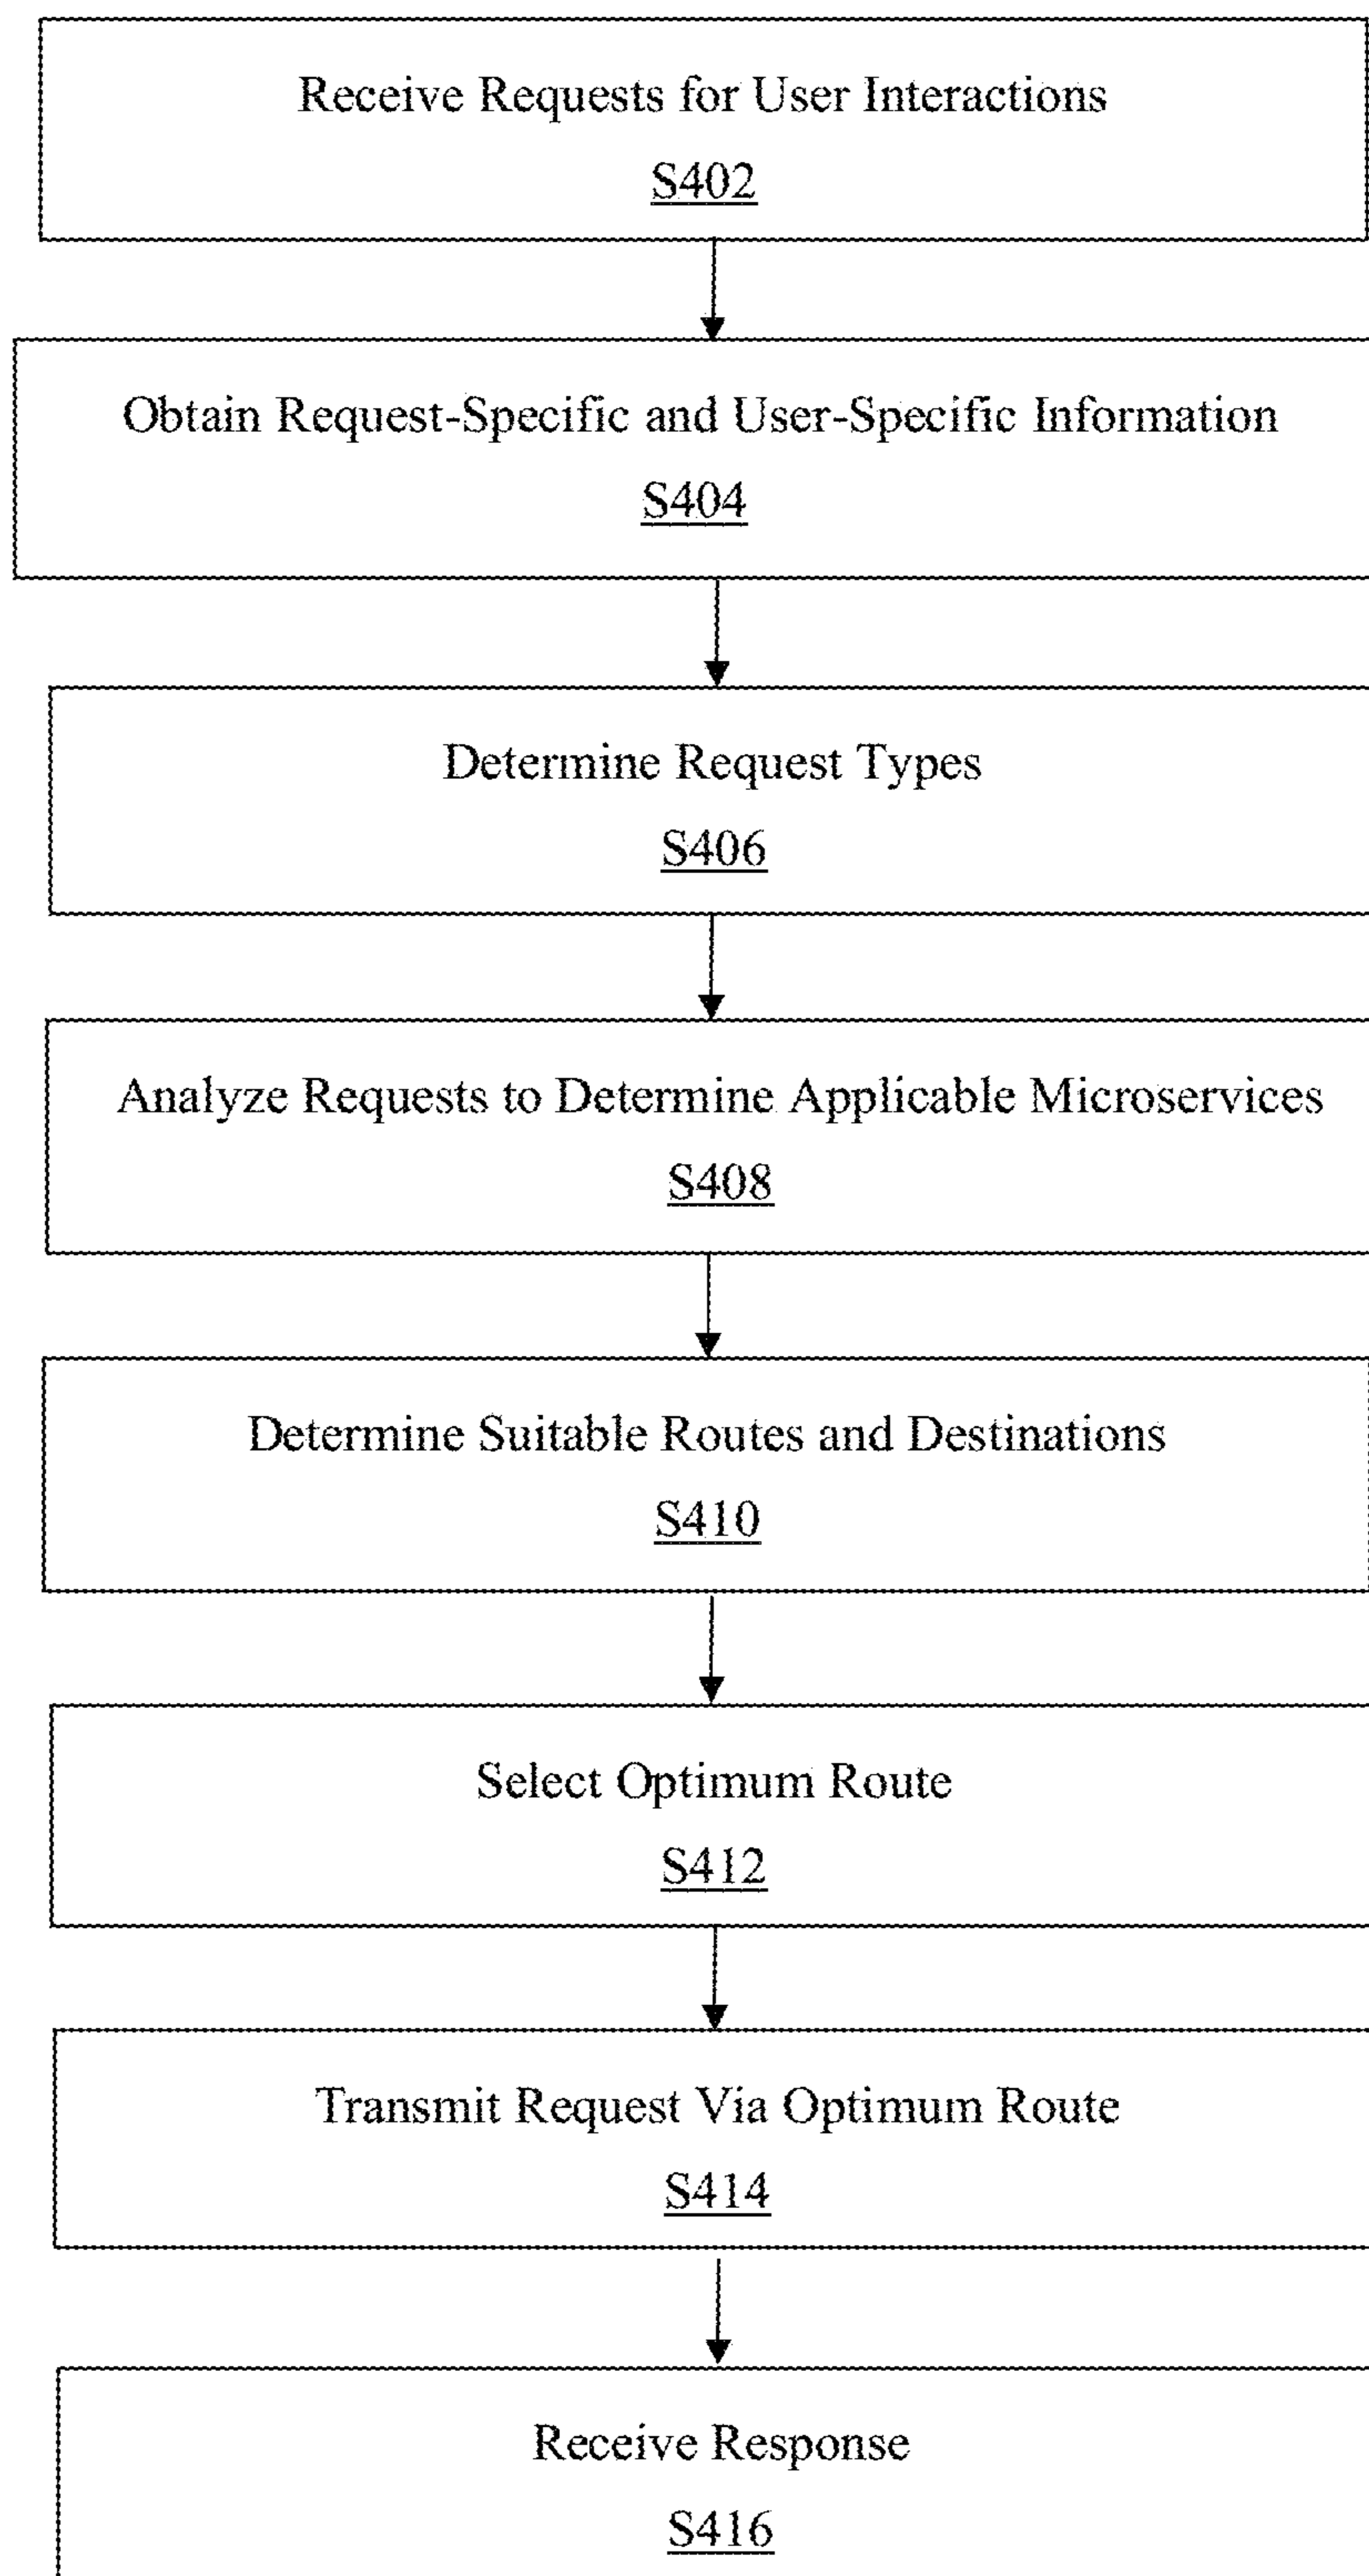 Receive Requests for User Interactions
S402
Obtain Request-Specific and User-Specific Information
S404
Determine Request Types
S406
Analyze Requests to Determine Applicable Microservices
S408
Determine Suitable Routes and Destinations
S410
Select Optimum Route
S412
Transmit Request Via Optimum Route
S414
Receive Response
S416